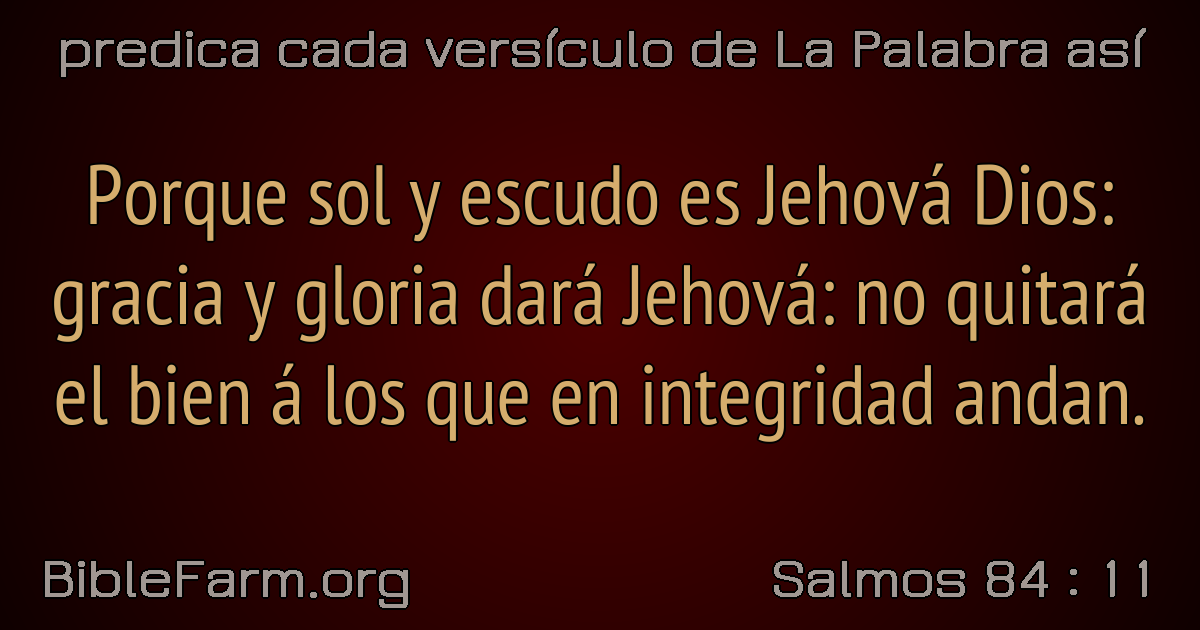 predica cada versículo de La Palabra así
Porque sol y escudo es Jehová Dios:
gracia y gloria dará Jehová: no quitará
el bien á los que en integridad andan.
BibleFarm.org
Salmos 84 : 11